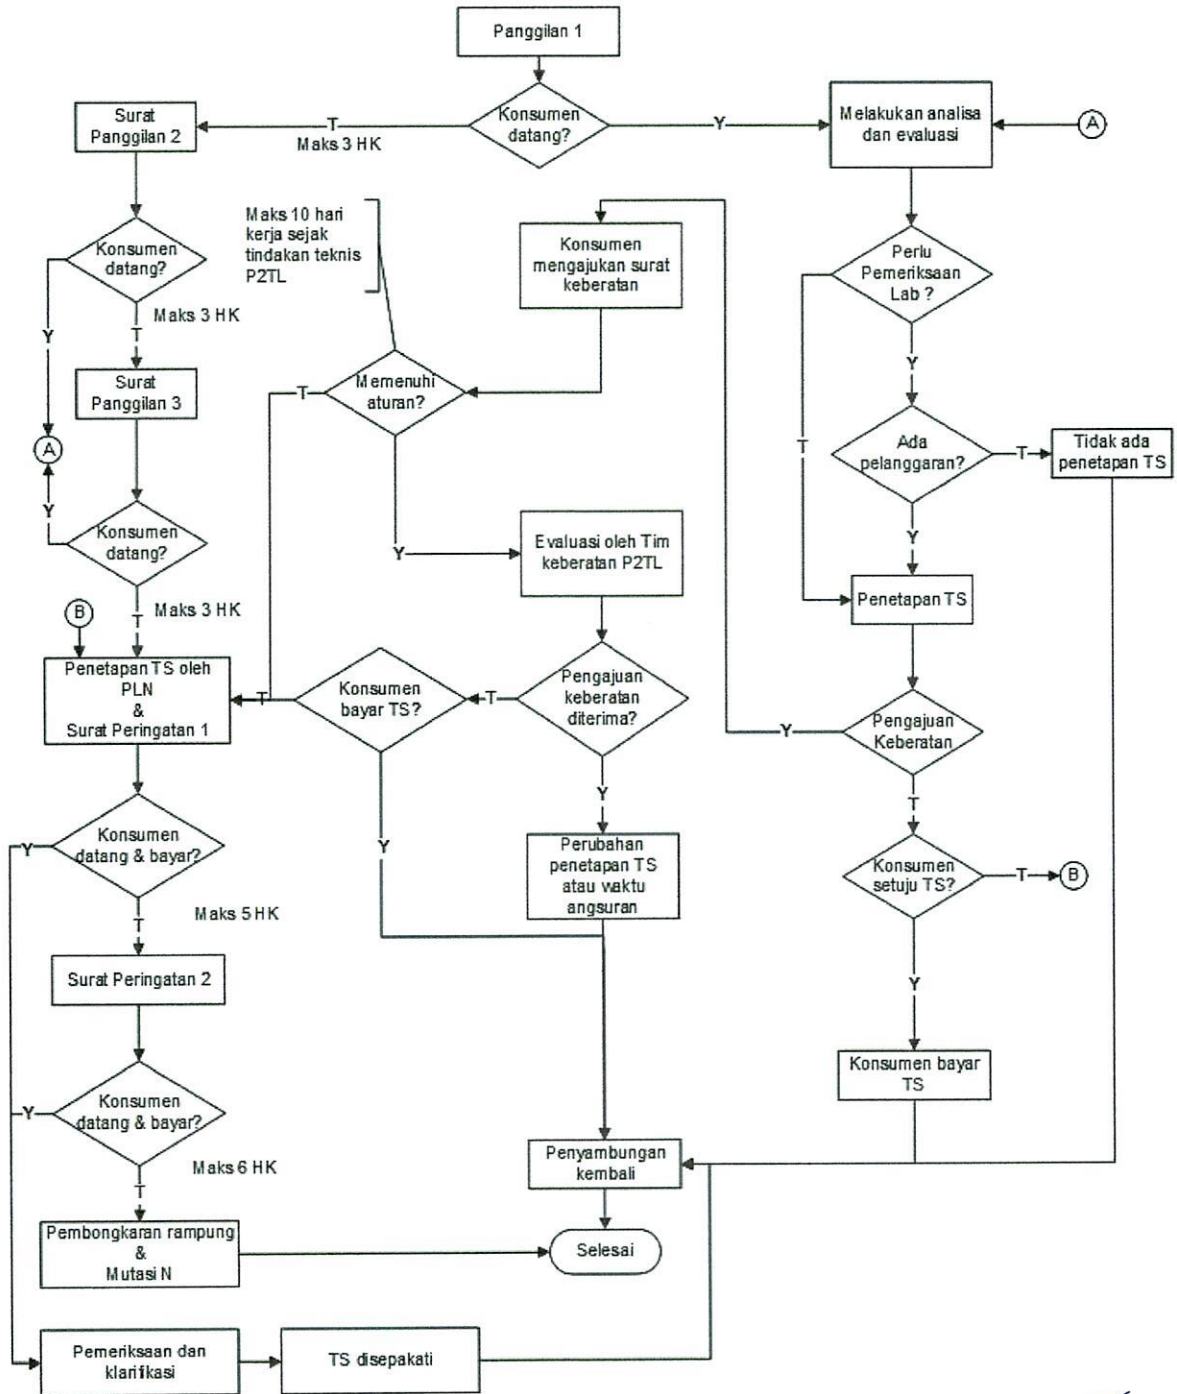 Panggilan 1
Konsumen
datang?
T
Maks 3 HK
Y
Surat
Panggilan 2
Melakukan analisa
dan evaluasi
A
Konsumen
datang?
Y
Maks 3 HK
T
Surat
Panggilan 3
A
Y
Konsumen
datang?
Maks 3 HK
T
B
Penetapan TS oleh
PLN
&
Surat Peringatan 1
Konsumen
datang & bayar?
Y
Maks 5 HK
T
Surat Peringatan 2
Konsumen
datang & bayar?
Y
Maks 6 HK
T
Pembongkaran rampung
&
Mutasi N
Pemeriksaan dan
klarifikasi
TS disepakati
Maks 10 hari
kerja sejak
tindakan teknis
P2TL
Konsumen
mengajukan surat
keberatan
Memenuhi
aturan?
T
Y
Evaluasi oleh Tim
keberatan P2TL
Pengajuan
keberatan
diterima?
T
Konsumen
bayar TS?
T
Y
Y
Perubahan
penetapan TS
atau waktu
angsuran
Penyambungan
kembali
Selesai
Perlu
Pemeriksaan
Lab ?
Y
T
Ada
pelanggaran?
T
Tidak ada
penetapan TS
Y
Penetapan TS
Pengajuan
Keberatan
Y
T
Konsumen
setuju TS?
T
B
Y
Konsumen bayar
TS